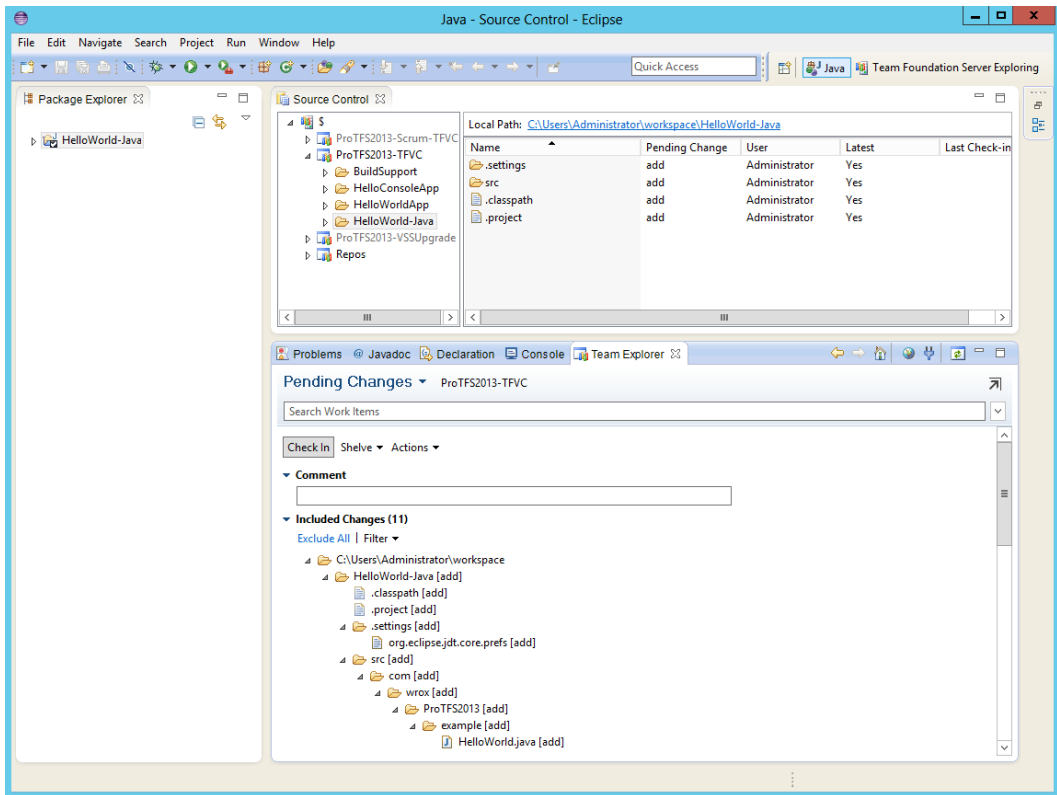 Java - Source Control - Eclipse
File Edit Navigate Search Project Run Window Help
Quick Access
Java
Team Foundation Server Exploring
Package Explorer
HelloWorld-Java
Source Control
$
ProTFS2013-Scrum-TFVC
ProTFS2013-TFVC
BuildSupport
HelloConsoleApp
HelloWorldApp
HelloWorld-Java
ProTFS2013-VSSUpgrade
Repos
Local Path: C:\Users\Administrator\workspace\HelloWorld-Java
Name Pending Change User Latest Last Check-in
.settings add Administrator Yes
src add Administrator Yes
.classpath add Administrator Yes
.project add Administrator Yes
Problems @ Javadoc Declaration Console Team Explorer
Pending Changes ProTFS2013-TFVC
Search Work Items
Check In Shelve Actions
Comment
Included Changes (11)
Exclude All | Filter
C:\Users\Administrator\workspace
HelloWorld-Java [add]
.classpath [add]
.project [add]
.settings [add]
org.eclipse.jdt.core.prefs [add]
src [add]
com [add]
wrox [add]
ProTFS2013 [add]
example [add]
HelloWorld.java [add]